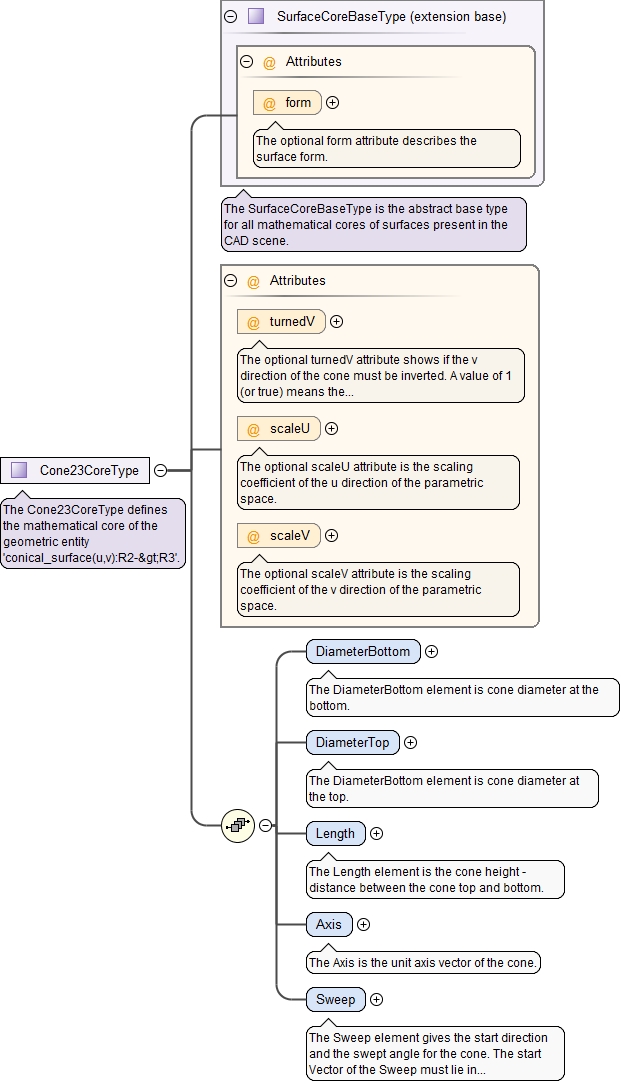 SurfaceCoreBaseType (extension base)
@ Attributes
@ form
The optional form attribute describes the
surface form.
The SurfaceCoreBaseType is the abstract base type
for all mathematical cores of surfaces present in the
CAD scene.
@ Attributes
@ turnedV
The optional turnedV attribute shows if the v
direction of the cone must be inverted. A value of 1
(or true) means the...
@ scaleU
The optional scaleU attribute is the scaling
coefficient of the u direction of the parametric
space.
Cone23CoreType
The Cone23CoreType defines
the mathematical core of the
geometric entity
'conical_surface(u,v):R2-&gt;R3'.
@ scaleV
The optional scaleV attribute is the scaling
coefficient of the v direction of the parametric
space.
DiameterBottom
The DiameterBottom element is cone diameter at the
bottom.
DiameterTop
The DiameterBottom element is cone diameter at
the top.
Length
The Length element is the cone height -
distance between the cone top and bottom.
Axis
The Axis is the unit axis vector of the cone.
Sweep
The Sweep element gives the start direction
and the swept angle for the cone. The start
Vector of the Sweep must lie in...